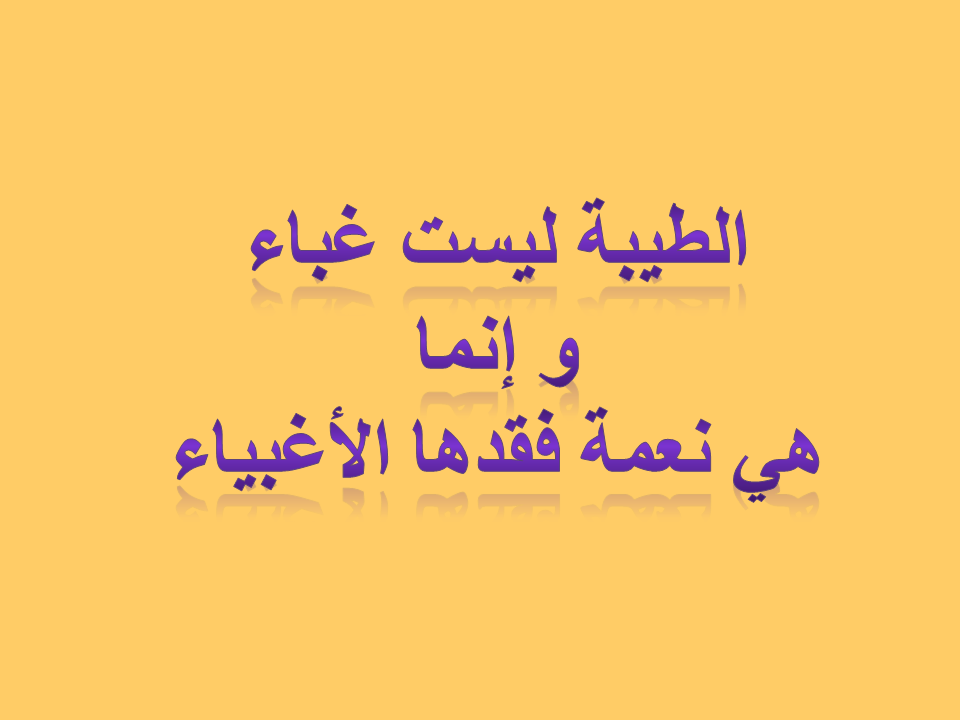 الطيبة ليست غباء
و إنما
هي نعمة فقدها الأغبياء